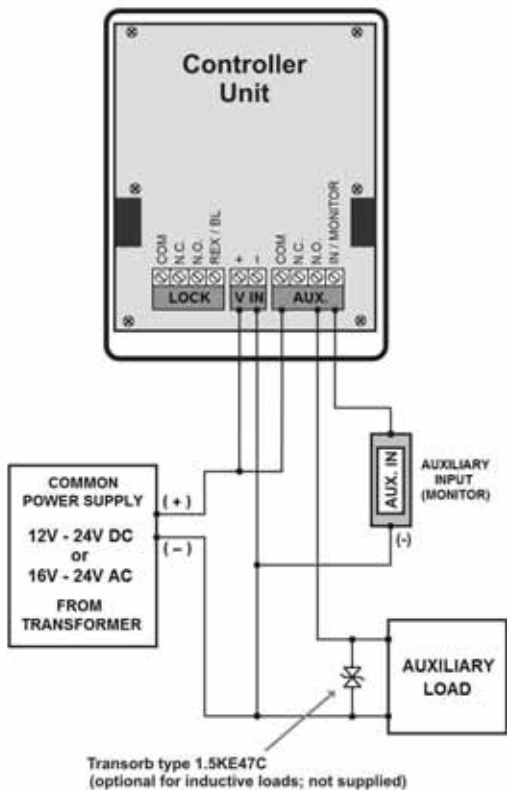 Controller
Unit
COM
N.C.
N.O.
REX / BL
+
–
COM
N.C.
N.O.
IN / MONITOR
LOCK
V IN
AUX.
COMMON
POWER SUPPLY
12V - 24V DC
or
16V - 24V AC
FROM
TRANSFORMER
(+)
(–)
AUX. IN
AUXILIARY
INPUT
(MONITOR)
(-)
AUXILIARY
LOAD
Transorb type 1.5KE47C
(optional for inductive loads; not supplied)